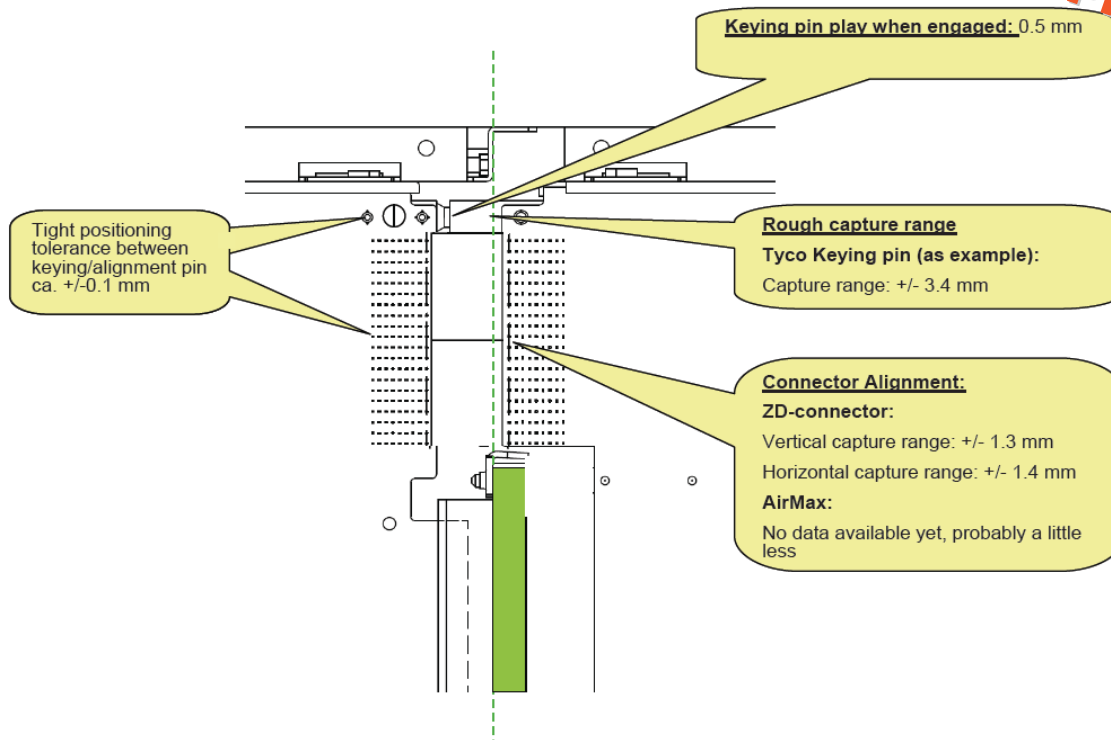 Keying pin play when engaged: 0.5 mm
Tight positioning
tolerance between
keying/alignment pin
ca. +/-0.1 mm
Rough capture range
Tyco Keying pin (as example):
Capture range: +/- 3.4 mm
Connector Alignment:
ZD-connector:
Vertical capture range: +/- 1.3 mm
Horizontal capture range: +/- 1.4 mm
AirMax:
No data available yet, probably a little
less